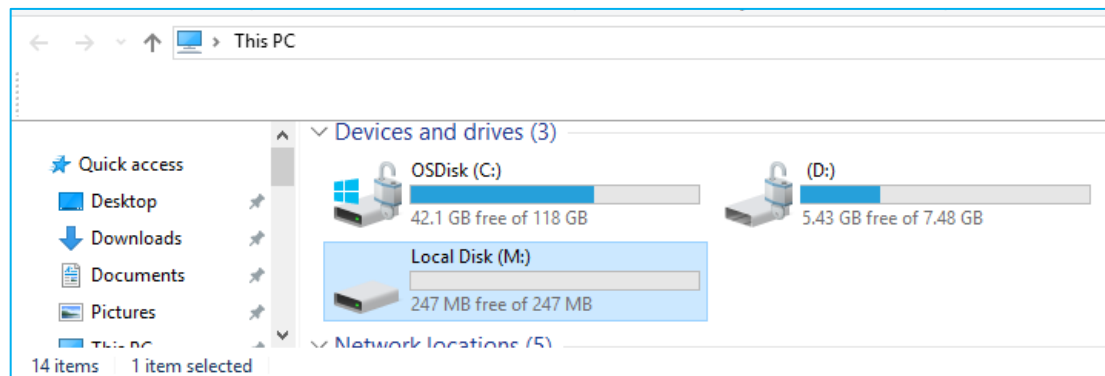 This PC
Quick access
Desktop
Downloads
Documents
Pictures
This PC
Devices and drives (3)
OSDisk (C:)
42.1 GB free of 118 GB
(D:)
5.43 GB free of 7.48 GB
Local Disk (M:)
247 MB free of 247 MB
Network locations (5)
14 items 1 item selected